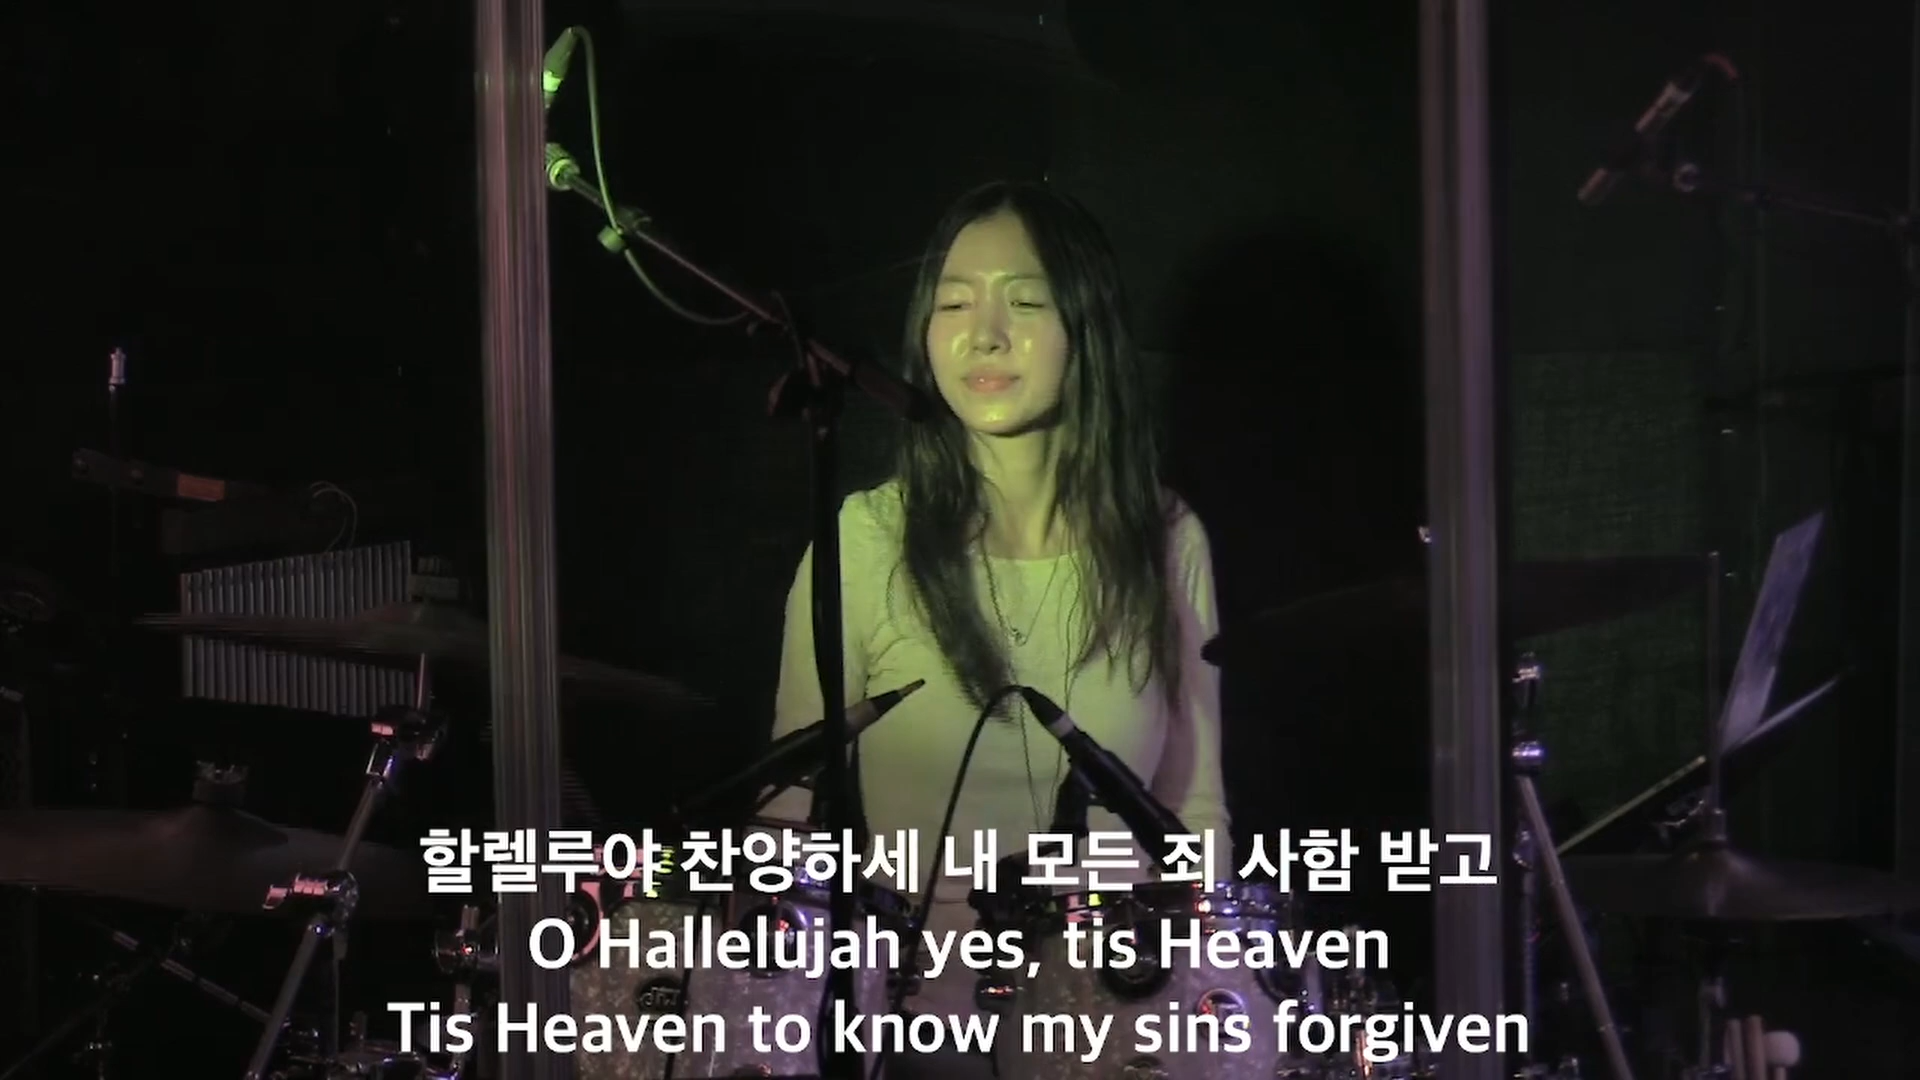 할렐루야 찬양하세 내 모든 죄 사함 받고
O Hallelujah yes, tis Heaven
Tis Heaven to know my sins forgiven